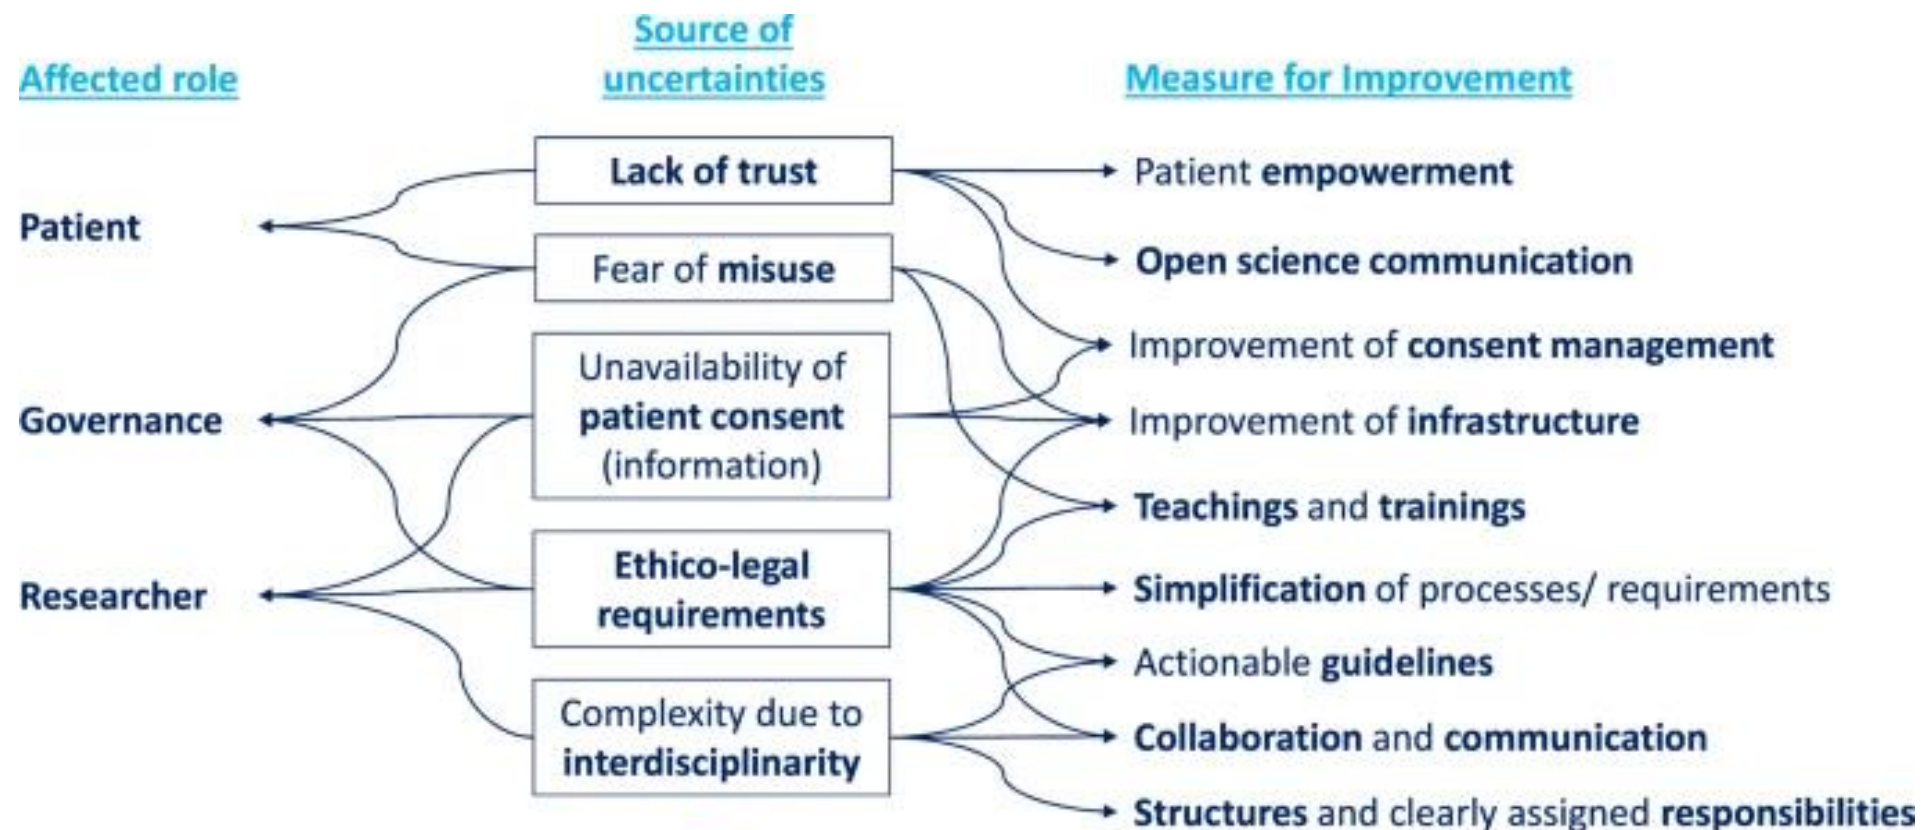 Affected role
Source of
uncertainties
Measure for Improvement
Patient
Governance
Researcher
Lack of trust
Fear of misuse
Unavailability of
patient consent
(information)
Ethico-legal
requirements
Complexity due to
interdisciplinarity
Patient empowerment
Open science communication
Improvement of consent management
Improvement of infrastructure
Teachings and trainings
Simplification of processes/ requirements
Actionable guidelines
Collaboration and communication
Structures and clearly assigned responsibilities